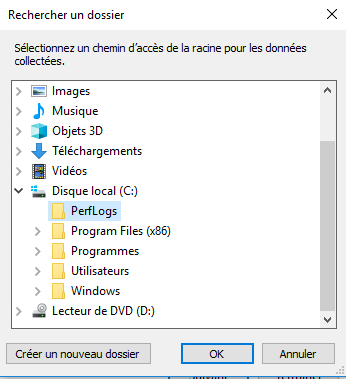 Rechercher un dossier
Sélectionnez un chemin d'accès de la racine pour les données
collectées.
Images
Musique
Objets 3D
Téléchargements
Vidéos
Disque local (C:)
PerfLogs
Program Files (x86)
Programmes
Utilisateurs
Windows
Lecteur de DVD (D:)
Créer un nouveau dossier
OK
Annuler